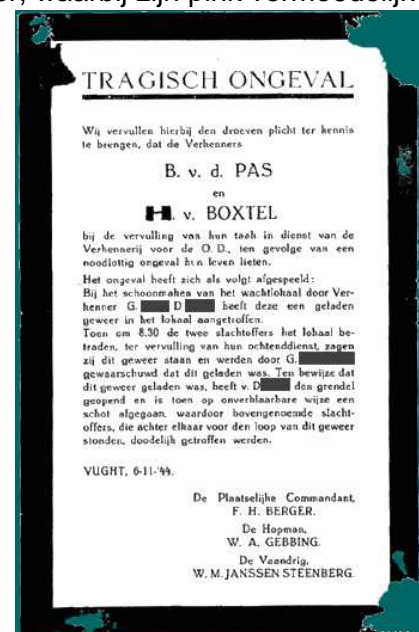 TRAGISCH ONGEVAL
Wij vervullen hierbij den droeven plicht ter kennis
te brengen, dat de Verkenners
B. v. d. PAS
en
H. v. BOXTEL
bij de vervulling van hun taak in dienst van de
Verkennerij voor de O. D., ten gevolge van een
noodlottig ongeval hun leven lieten.
Het ongeval heeft zich als volgt afgespeeld:
Bij het schoonmaken van het wachtlokaal door Ver-
kenner G. D heeft deze een geladen
geweer in het lokaal aangetroffen.
Toen om 8.30 de twee slachtoffers het lokaal be-
traden, ter vervulling van hun ochtenddienst, zagen
zij dit geweer staan en werden door G.
gewaarschuwd dat dit geladen was. Ten bewijze dat
dit geweer geladen was, heeft v. D den grendel
geopend en is toen op onverklaarbare wijze een
schot afgegaan, waardoor bovengenoemde slacht-
offers, die achter elkaar voor den loop van dit geweer
stonden, doodelijk getroffen werden.
VUGHT, 6-11-'44.
De Plaatselijke Commandant,
F. H. BERGER.
De Hopman,
W. A. GEBBING.
De Vaandrig,
W. M. JANSSEN STEENBERG.